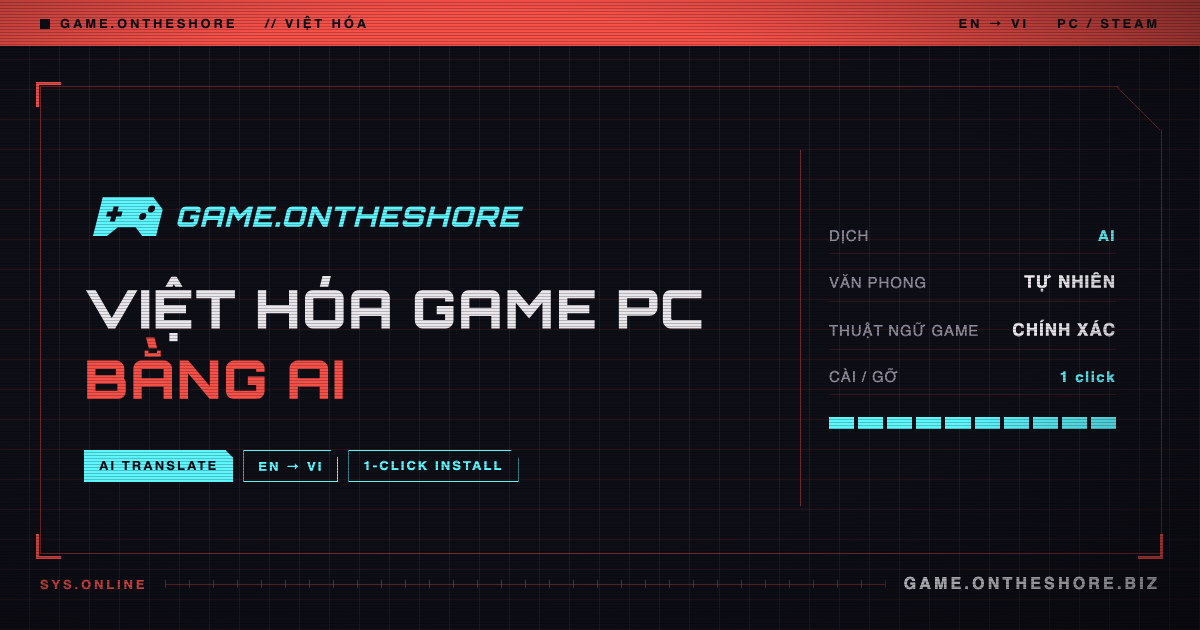 GAME.ONTHESHORE // VIỆT HÓA
EN → VI PC / STEAM
GAME.ONTHESHORE
VIỆT HÓA GAME PC
BẰNG AI
AI TRANSLATE
EN → VI
1-CLICK INSTALL
DỊCH AI
VĂN PHONG TỰ NHIÊN
THUẬT NGỮ GAME CHÍNH XÁC
CÀI / GỠ 1 click
SYS.ONLINE
GAME.ONTHESHORE.BIZ